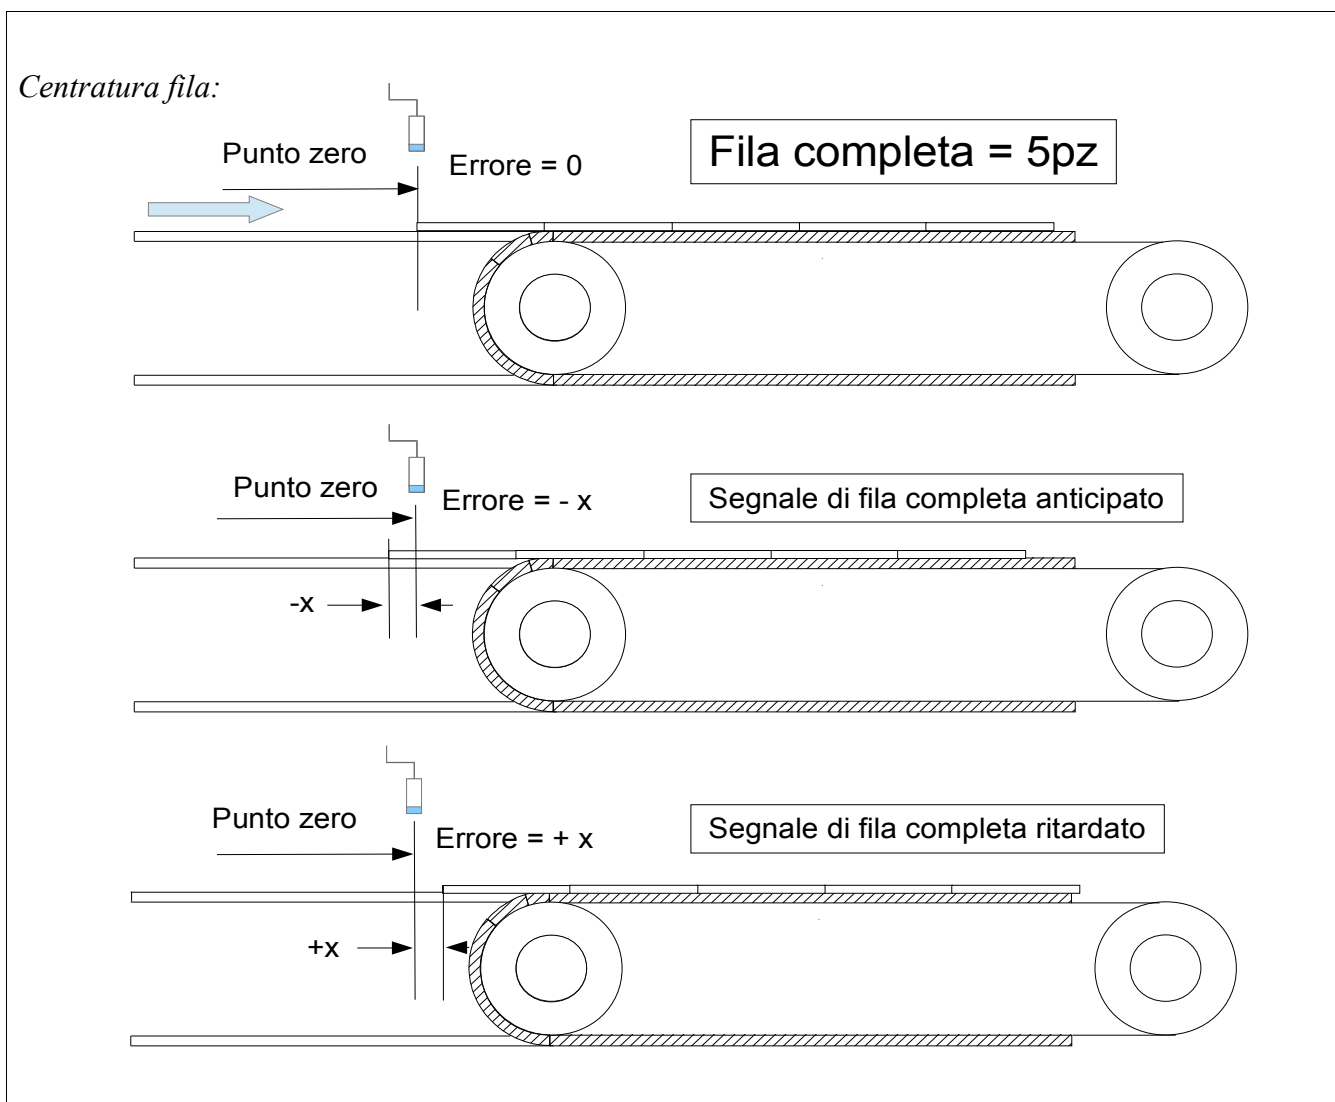 Centratura fila:
Punto zero
Errore = 0
Fila completa = 5pz
Punto zero
Errore = - x
Segnale di fila completa anticipato
-x
Punto zero
Errore = + x
Segnale di fila completa ritardato
+x